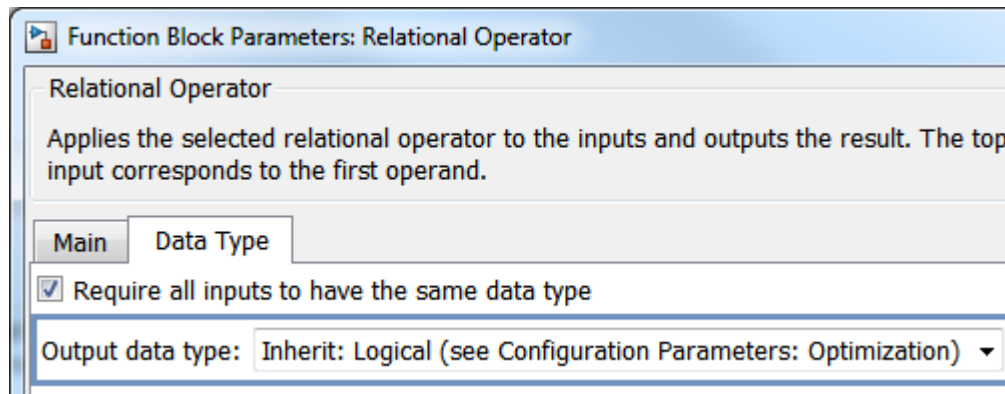 Function Block Parameters: Relational Operator
Relational Operator
Applies the selected relational operator to the inputs and outputs the result. The top
input corresponds to the first operand.
Main Data Type
Require all inputs to have the same data type
Output data type: Inherit: Logical (see Configuration Parameters: Optimization)